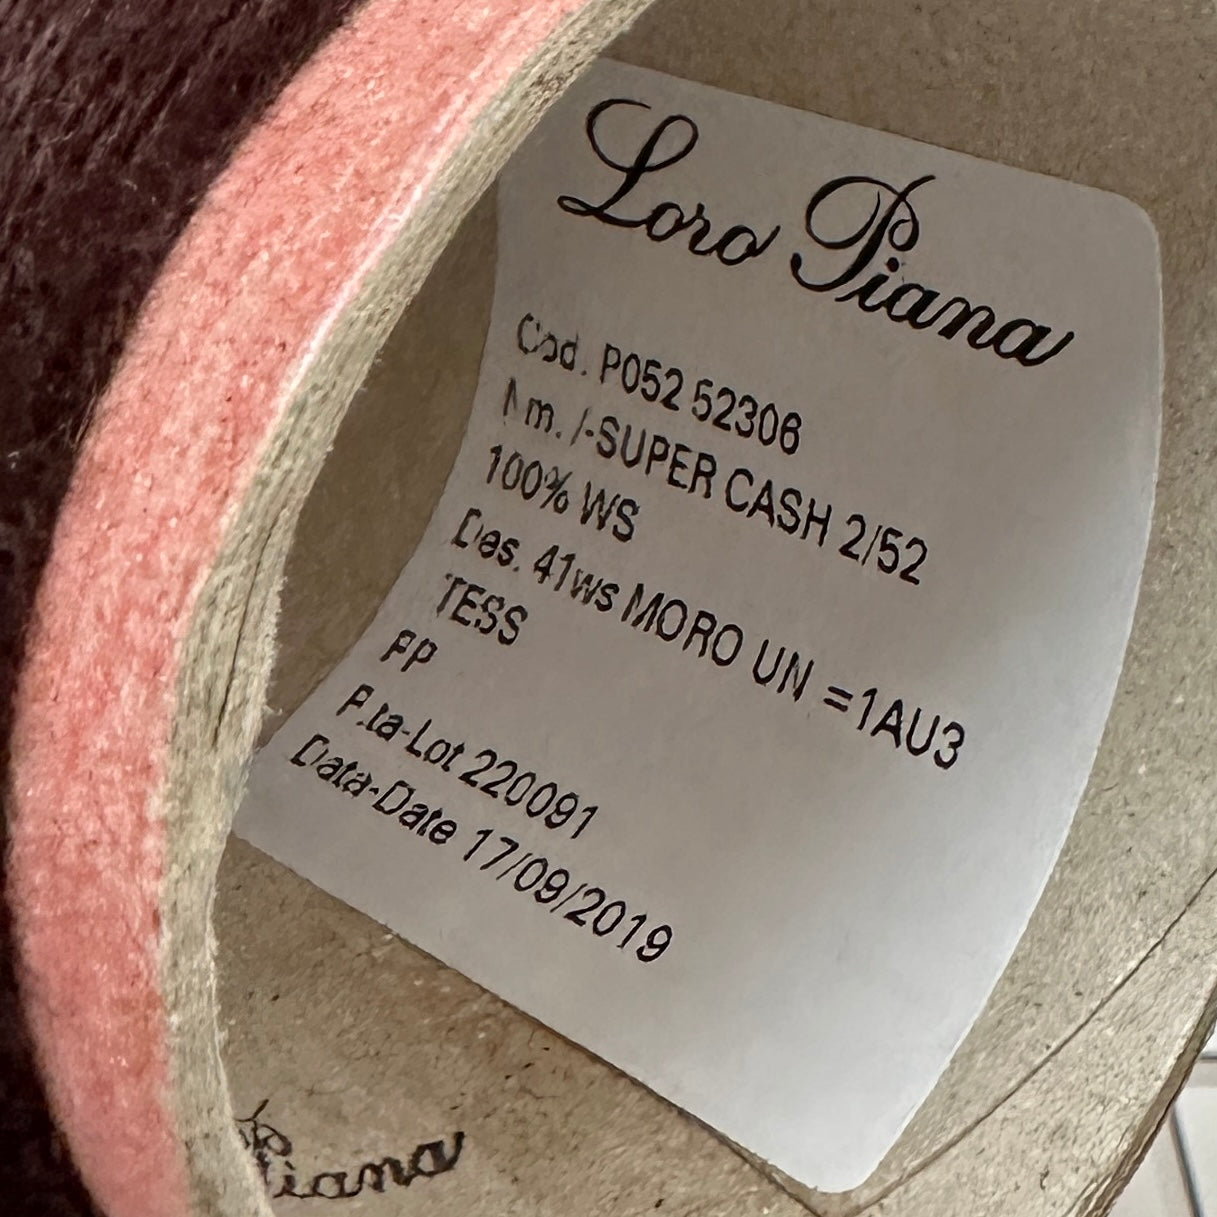 Loro Piana
Cod. P052 52306
Nm. /-SUPER CASH 2/52
100% WS
Des. 41ws MORO UN =1AU3
TESS
FP
P.ta-Lot 220091
Data-Date 17/09/2019
Piana